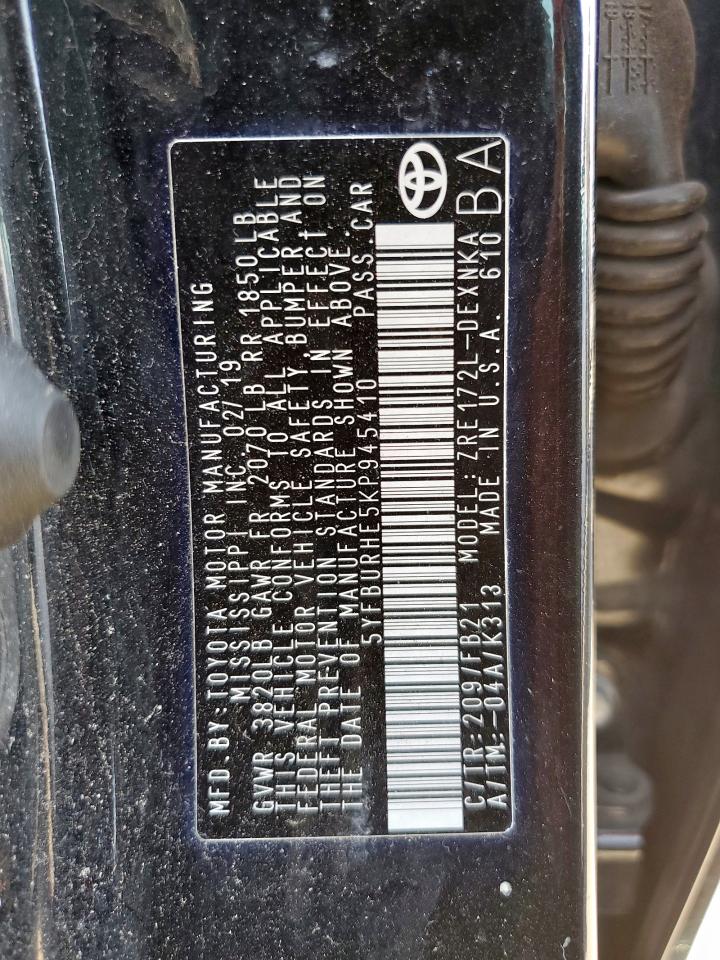 MFD.BY:TOYOTA MOTOR MANUFACTURING
MISSISSIPPI INC 02/19
GVWR 3820LB GAWR FR 2070 LB RR 1850 LB
THIS VEHICLE CONFORMS TO ALL APPLICABLE
FEDERAL MOTOR VEHICLE SAFETY, BUMPER AND
THEFT PREVENTION STANDARDS IN EFFECT ON
THE DATE OF MANUFACTURE SHOWN ABOVE.
5YFBURHE5KP945410 PASS.CAR
C/TR:209/FB21 MODEL:ZRE172L-DEXNKA
A/TM:-04A/K313 MADE IN U.S.A. 610
BA